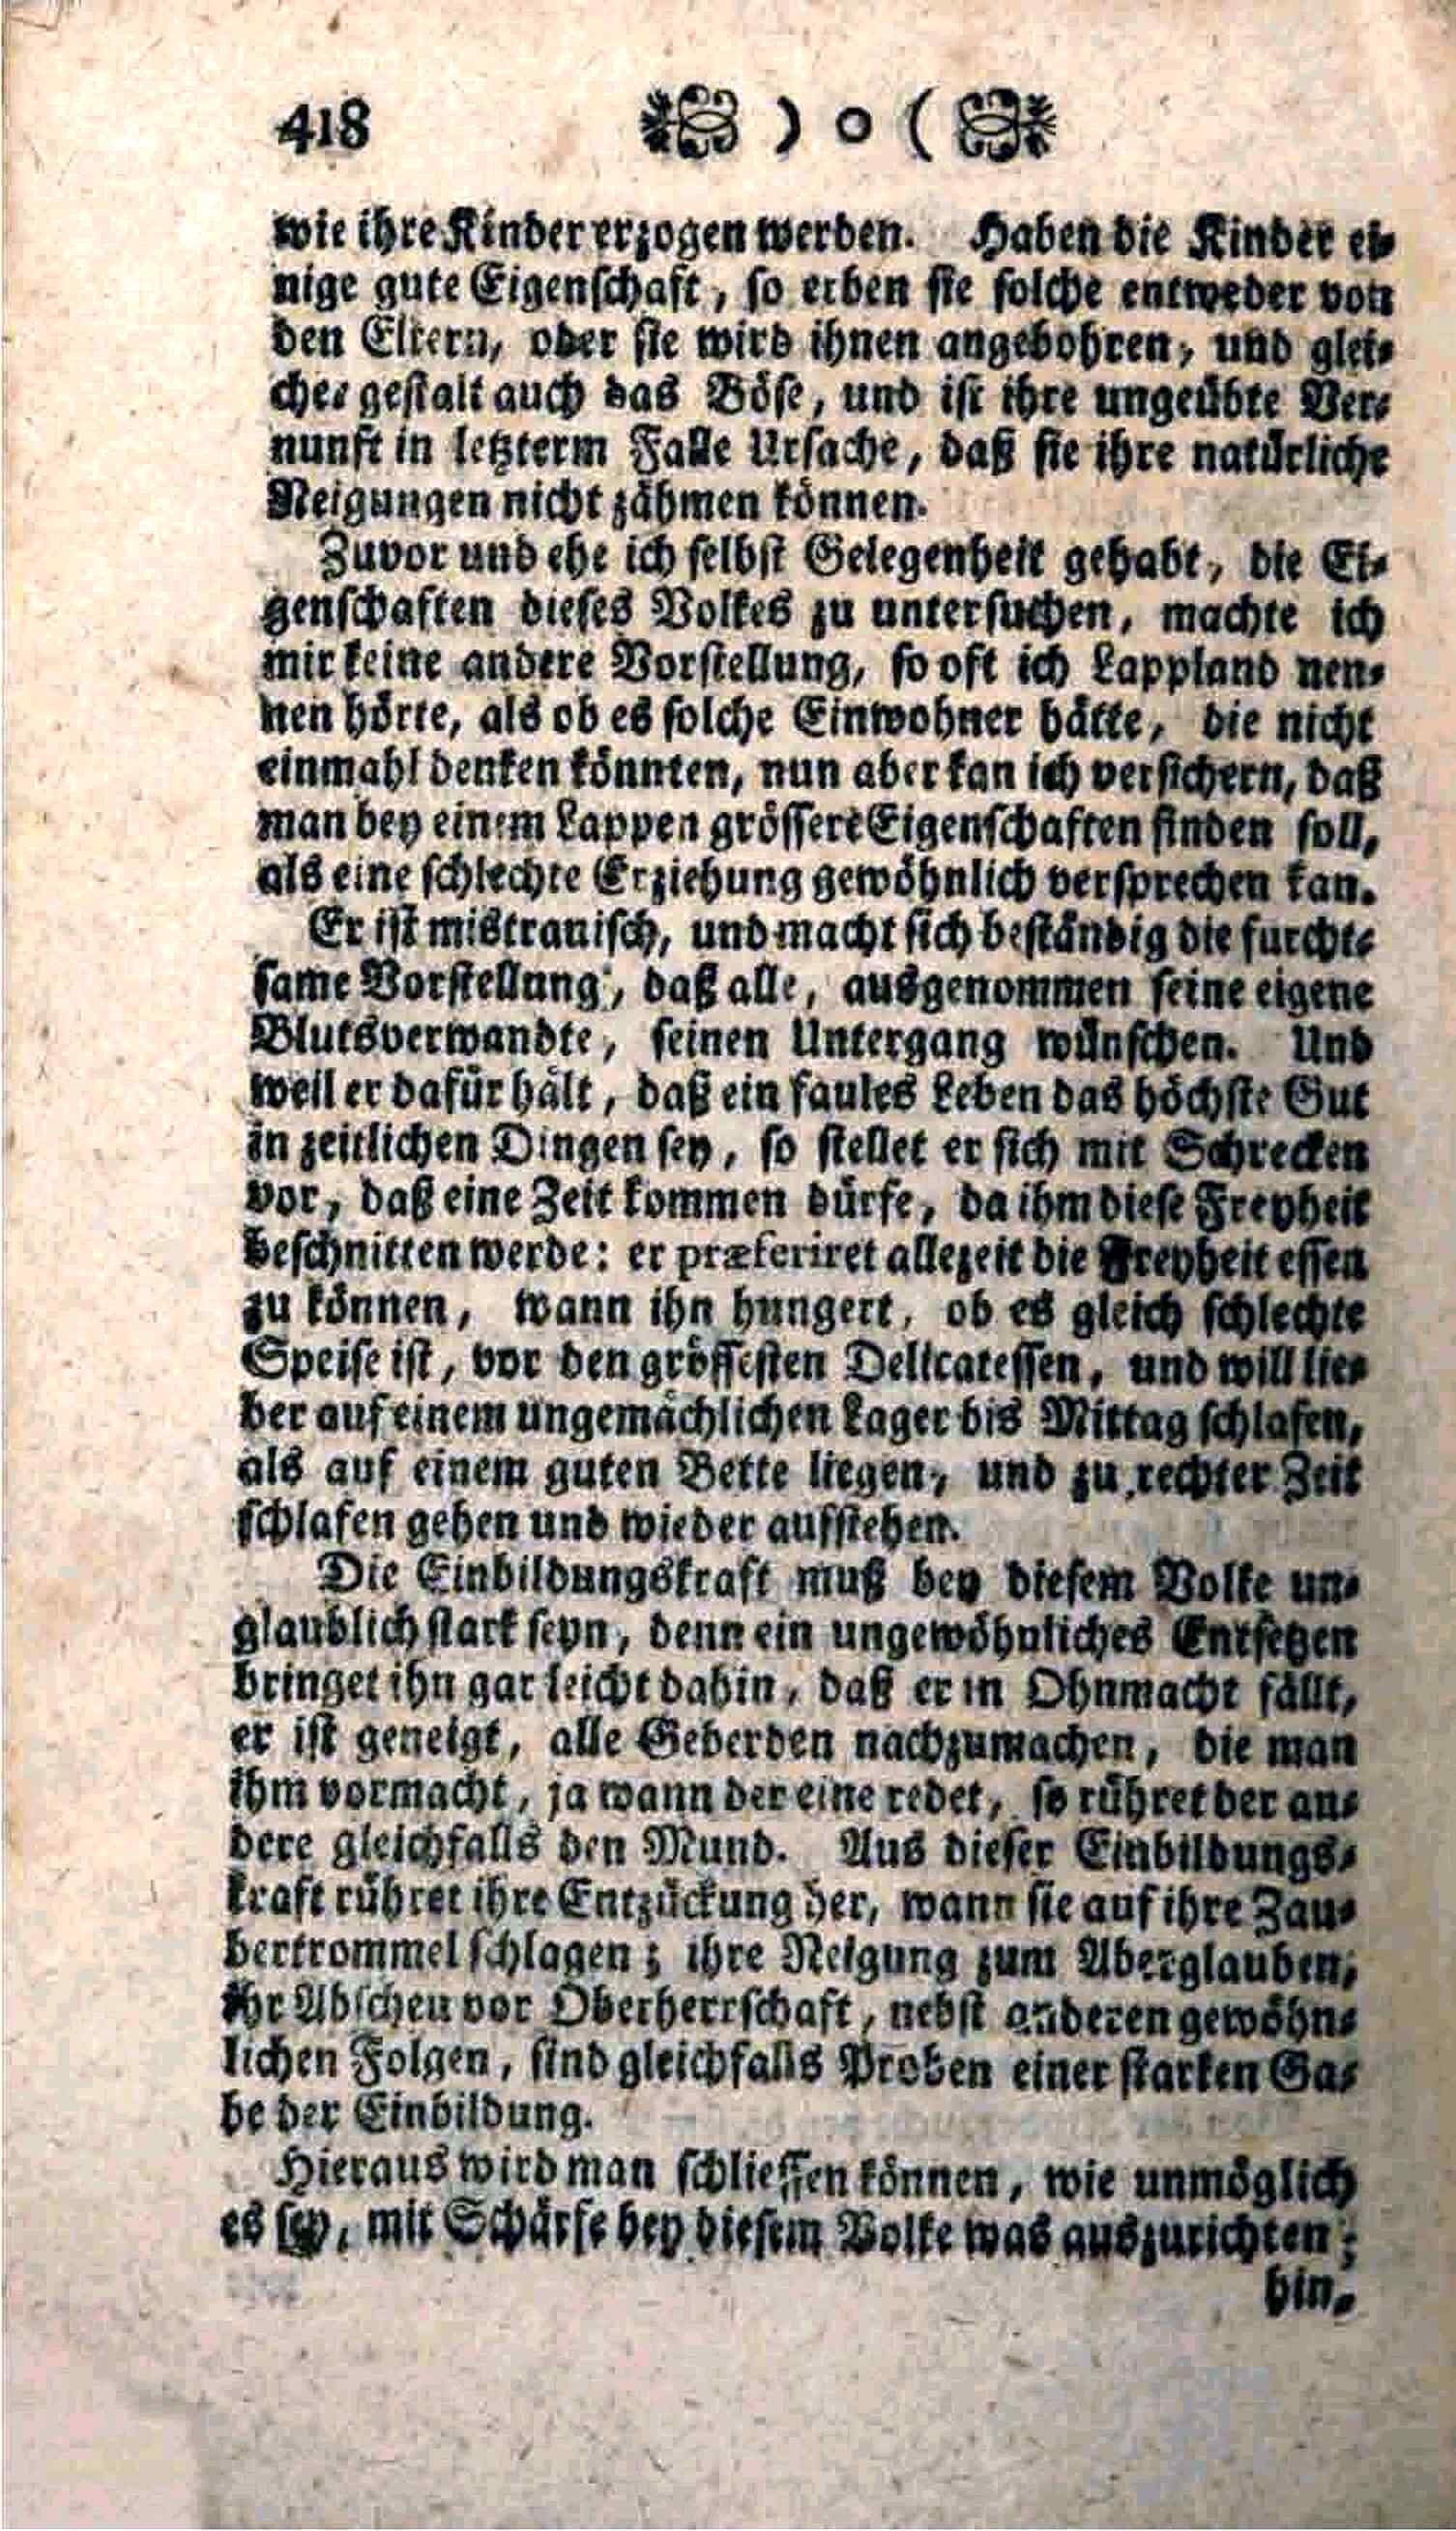 418 ) o (
wie ihre Kinder erzogen werden. Haben die Kinder ei-
nige gute Eigenschaft, so erben sie solche entweder von
den Eltern, oder sie wird ihnen angebohren, und glei-
cher gestalt auch das Böse, und ist ihre ungeübte Ver-
nunft in letzterm Falle Ursache, daß sie ihre natürliche
Neigungen nicht zähmen können.
Zuvor und ehe ich selbst Gelegenheit gehabt, die Ei-
genschaften dieses Volkes zu untersuchen, machte ich
mir keine andere Vorstellung, so oft ich Lappland nen-
nen hörte, als ob es solche Einwohner hätte, die nicht
einmahl denken könnten, nun aber kan ich versichern, daß
man bey einem Lappen grössere Eigenschaften finden soll,
als eine schlechte Erziehung gewöhnlich versprechen kan.
Er ist mistrauisch, und macht sich beständig die furcht-
same Vorstellung, daß alle, ausgenommen seine eigene
Blutsverwandte, seinen Untergang wünschen. Und
weil er dafür hält, daß ein faules Leben das höchste Gut
in zeitlichen Dingen sey, so stellet er sich mit Schrecken
vor, daß eine Zeit kommen dürfe, da ihm diese Freyheit
beschnitten werde: er præferiret allezeit die Freyheit essen
zu können, wann ihn hungert, ob es gleich schlechte
Speise ist, vor den grössesten Delicatessen, und will lie-
ber auf einem ungemächlichen Lager bis Mittag schlafen,
als auf einem guten Bette liegen, und zu rechter Zeit
schlafen gehen und wieder aufstehen.
Die Einbildungskraft muß bey diesem Volke un-
glaublich stark seyn, denn ein ungewöhnliches Entsetzen
bringet ihn gar leicht dahin, daß er in Ohnmacht fällt,
er ist geneigt, alle Geberden nachzumachen, die man
ihm vormacht, ja wann der eine redet, so rühret der an-
dere gleichfalls den Mund. Aus dieser Einbildungs-
kraft rühret ihre Entzückung her, wann sie auf ihre Zau-
bertrommel schlagen; ihre Neigung zum Aberglauben,
ihr Abscheu vor Oberherrschaft, nebst anderen gewöhn-
lichen Folgen, sind gleichfalls Proben einer starken Ga-
be der Einbildung.
Hieraus wird man schliessen können, wie unmöglich
es sey, mit Schärfe bey diesem Volke was auszurichten;
hin-